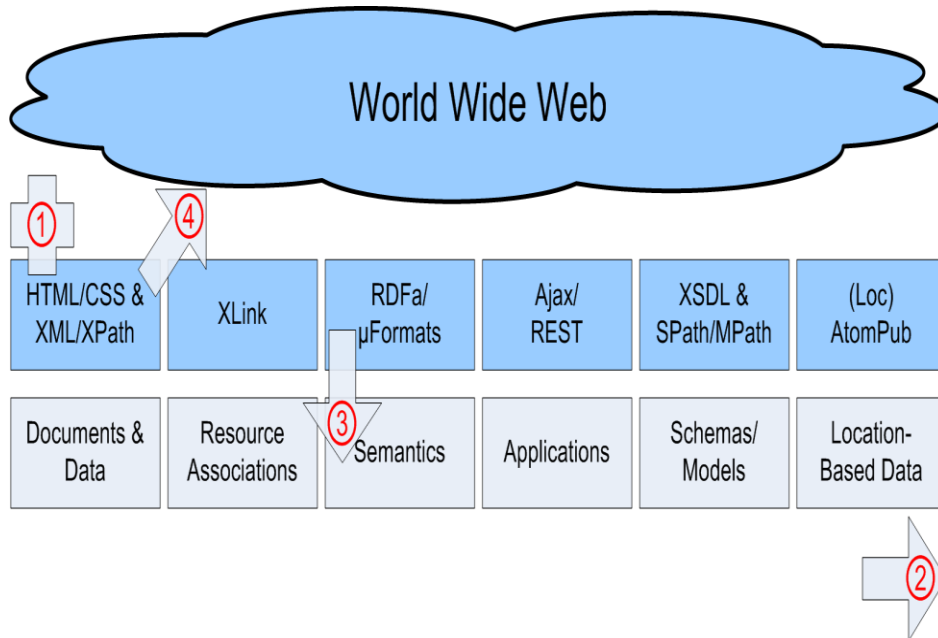 World Wide Web
①
④
HTML/CSS &
XML/XPath
XLink
RDFa/
µFormats
Ajax/
REST
XSDL &
SPath/MPath
(Loc)
AtomPub
③
Documents &
Data
Resource
Associations
Semantics
Applications
Schemas/
Models
Location-
Based Data
②